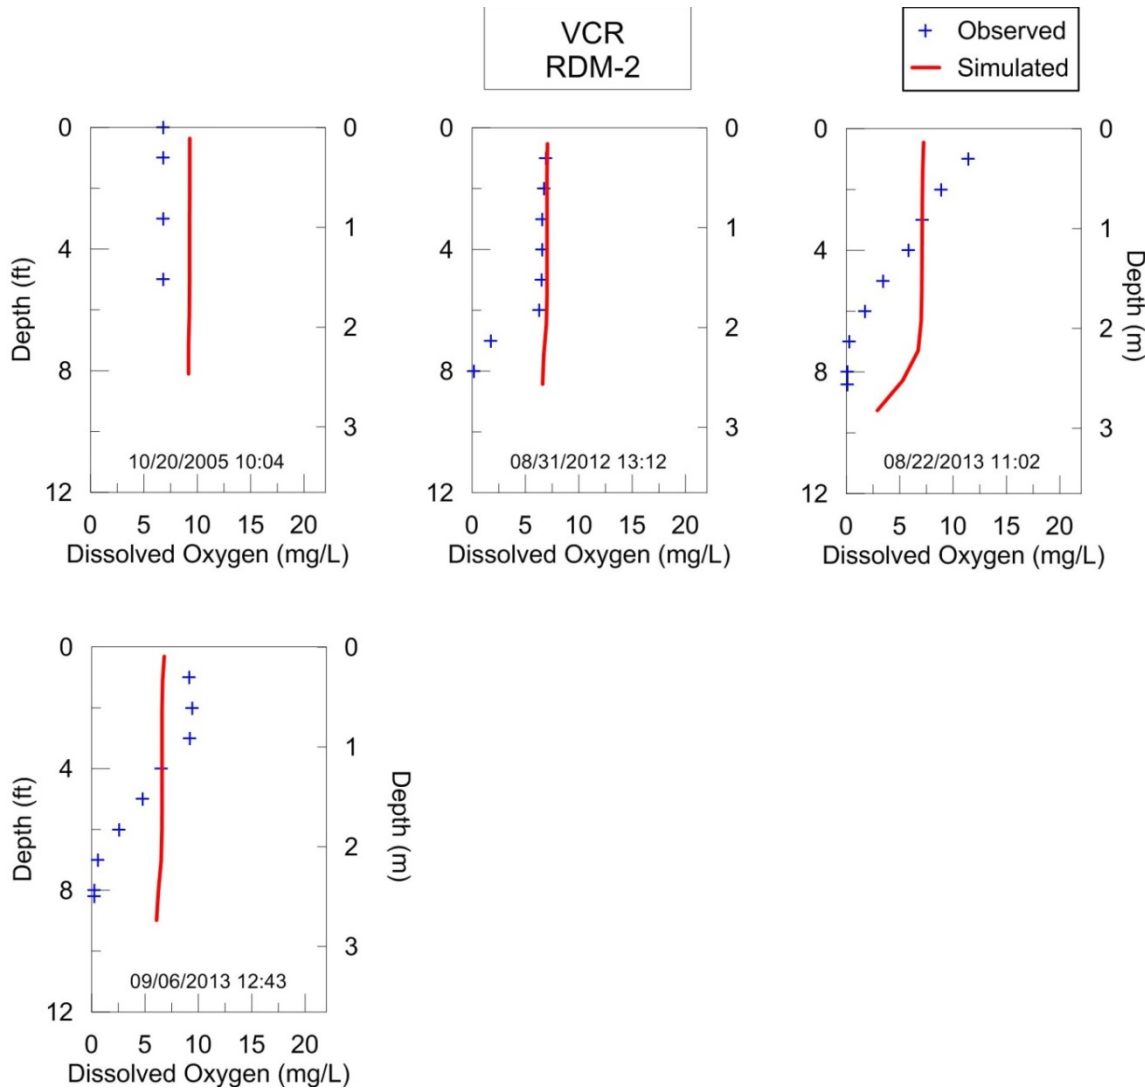 VCR
RDM-2
Observed
Simulated
0
4
8
12
Depth (ft)
0
1
2
3
10/20/2005 10:04
0 5 10 15 20
Dissolved Oxygen (mg/L)
0
4
8
12
0
1
2
3
08/31/2012 13:12
0 5 10 15 20
Dissolved Oxygen (mg/L)
0
4
8
12
0
1
2
3
Depth (m)
08/22/2013 11:02
0 5 10 15 20
Dissolved Oxygen (mg/L)
0
4
8
12
Depth (ft)
0
1
2
3
Depth (m)
09/06/2013 12:43
0 5 10 15 20
Dissolved Oxygen (mg/L)